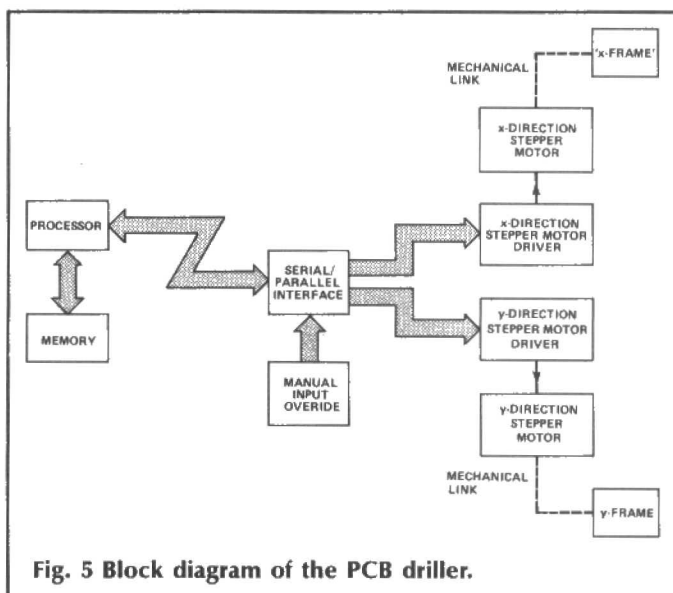 'x-FRAME'
MECHANICAL
LINK
x-DIRECTION
STEPPER
MOTOR
PROCESSOR
x-DIRECTION
STEPPER MOTOR
DRIVER
SERIAL/
PARALLEL
INTERFACE
MEMORY
y-DIRECTION
STEPPER MOTOR
DRIVER
MANUAL
INPUT
OVERIDE
y-DIRECTION
STEPPER
MOTOR
MECHANICAL
LINK
y-FRAME
Fig. 5 Block diagram of the PCB driller.